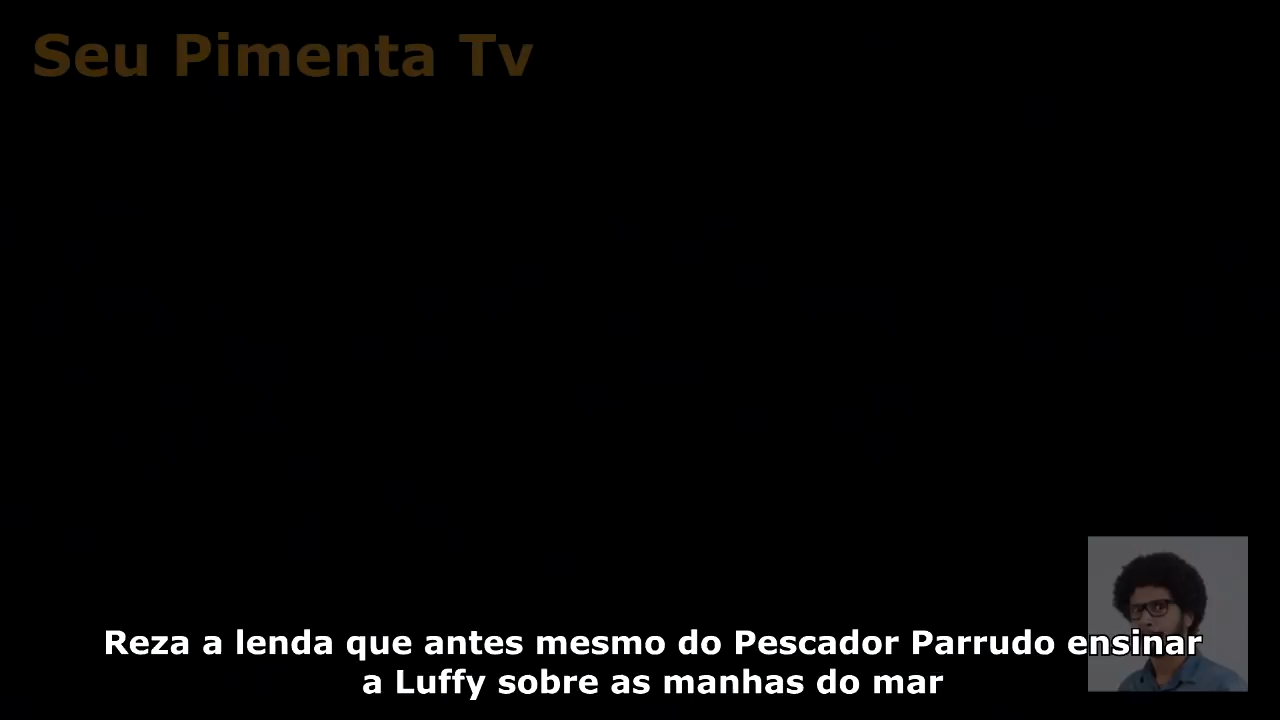 Seu Pimenta Tv
Reza a lenda que antes mesmo do Pescador Parrudo ensinar
a Luffy sobre as manhas do mar